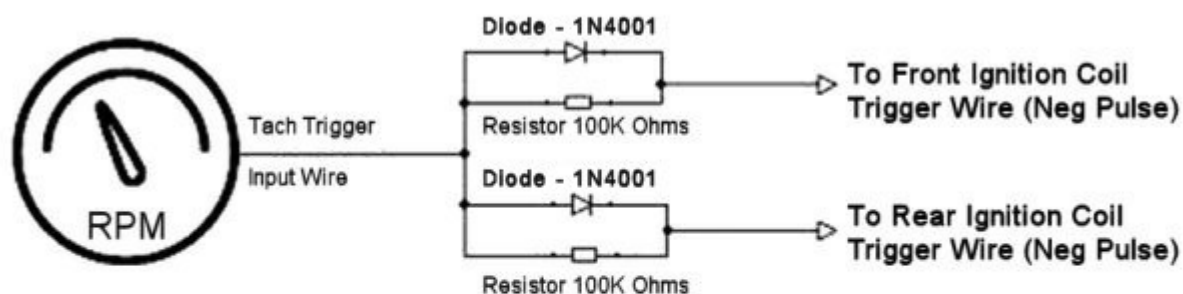 Diode - 1N4001
To Front Ignition Coil
Trigger Wire (Neg Pulse)
Tach Trigger
Resistor 100K Ohms
Input Wire
Diode - 1N4001
RPM
To Rear Ignition Coil
Trigger Wire (Neg Pulse)
Resistor 100K Ohms